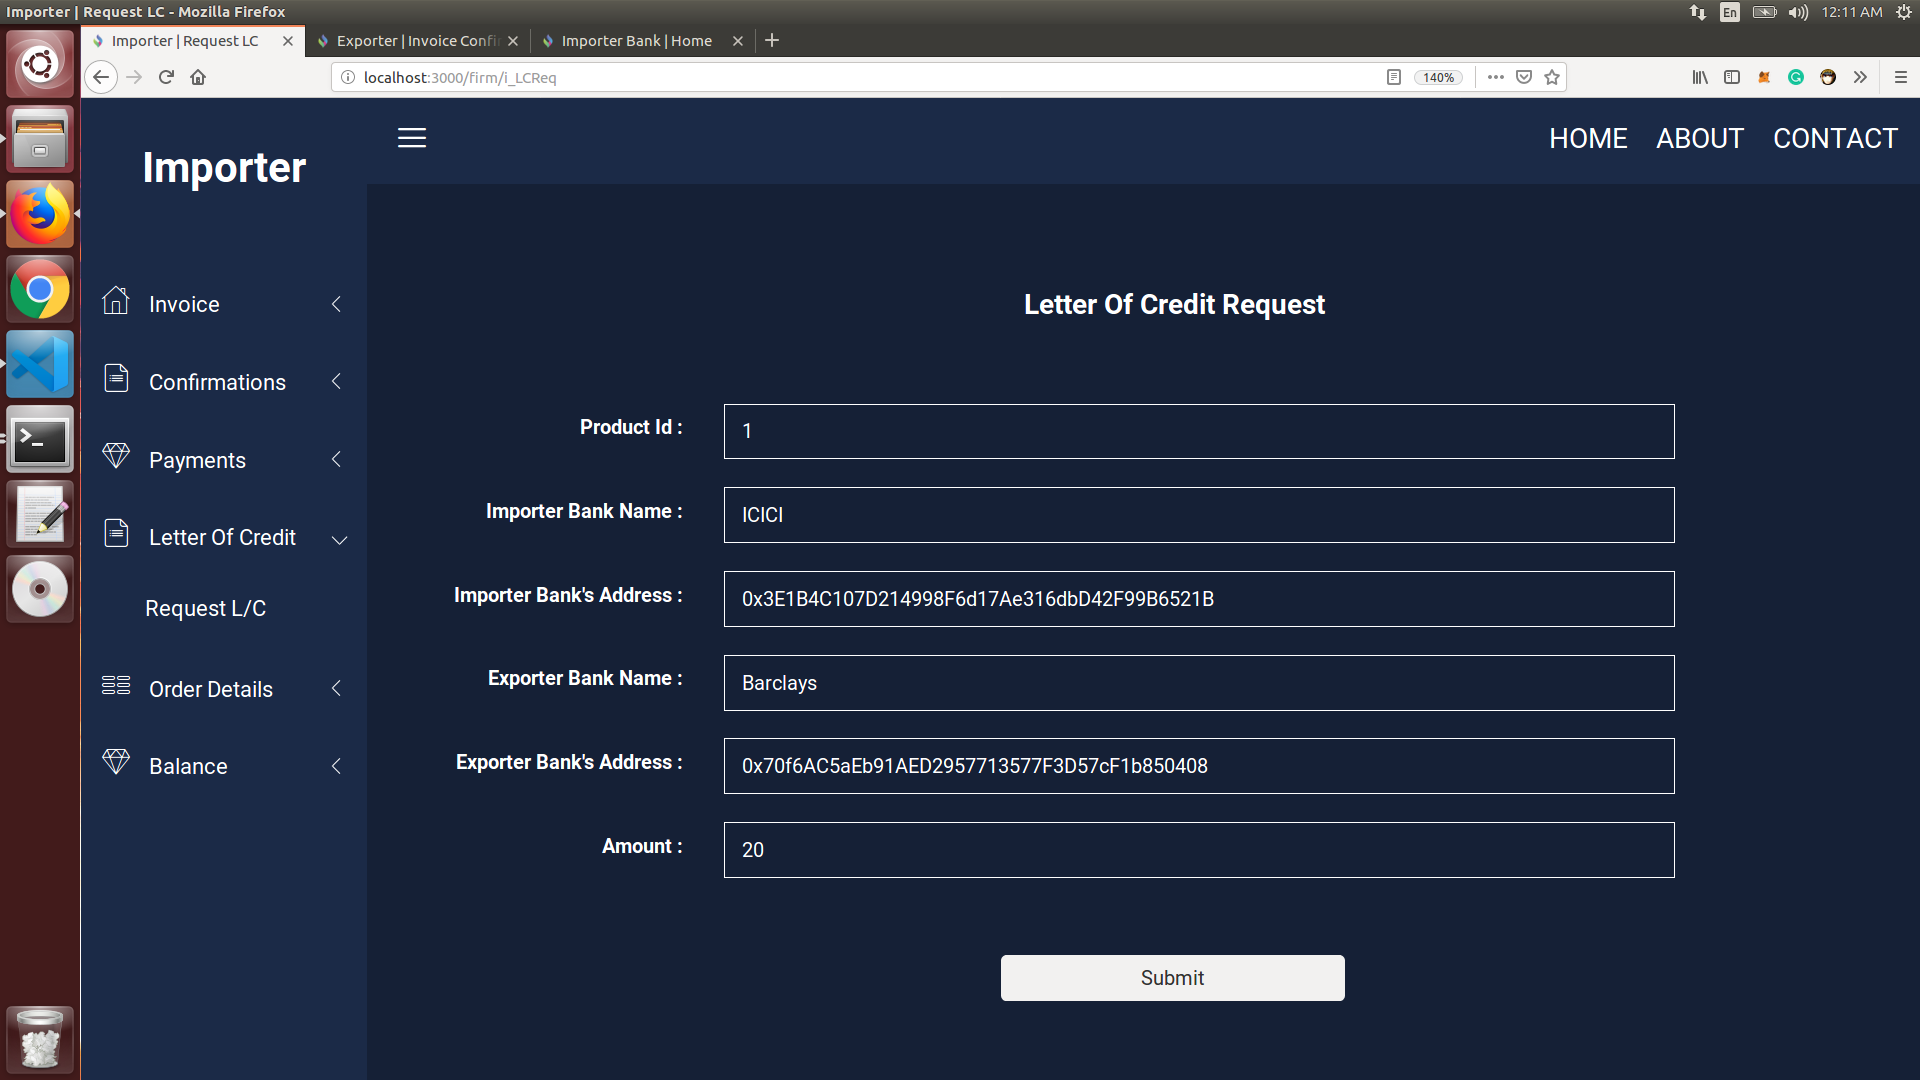 Importer | Request LC - Mozilla Firefox
En
12:11 AM
Importer | Request LC
Exporter | Invoice Confi
Importer Bank | Home
localhost:3000/firm/i_LCReq
140%
Importer
HOME ABOUT CONTACT
Invoice
Confirmations
Payments
Letter Of Credit
Request L/C
Order Details
Balance
Letter Of Credit Request
Product Id : 1
Importer Bank Name : ICICI
Importer Bank's Address : 0x3E1B4C107D214998F6d17Ae316dbD42F99B6521B
Exporter Bank Name : Barclays
Exporter Bank's Address : 0x70f6AC5aEb91AED2957713577F3D57cF1b850408
Amount : 20
Submit